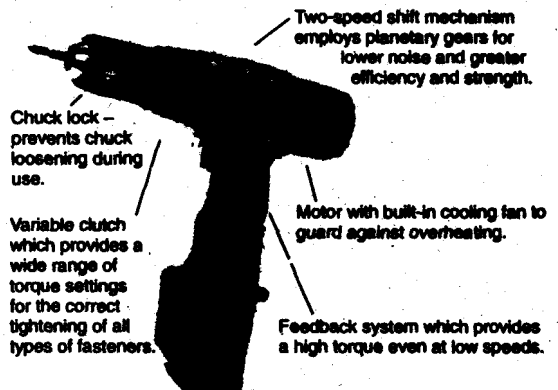 Two-speed shift mechanism
employs planetary gears for
lower noise and greater
efficiency and strength.
Chuck lock –
prevents chuck
loosening during
use.
Variable clutch
which provides a
wide range of
torque settings
for the correct
tightening of all
types of fasteners.
Motor with built-in cooling fan to
guard against overheating.
Feedback system which provides
a high torque even at low speeds.